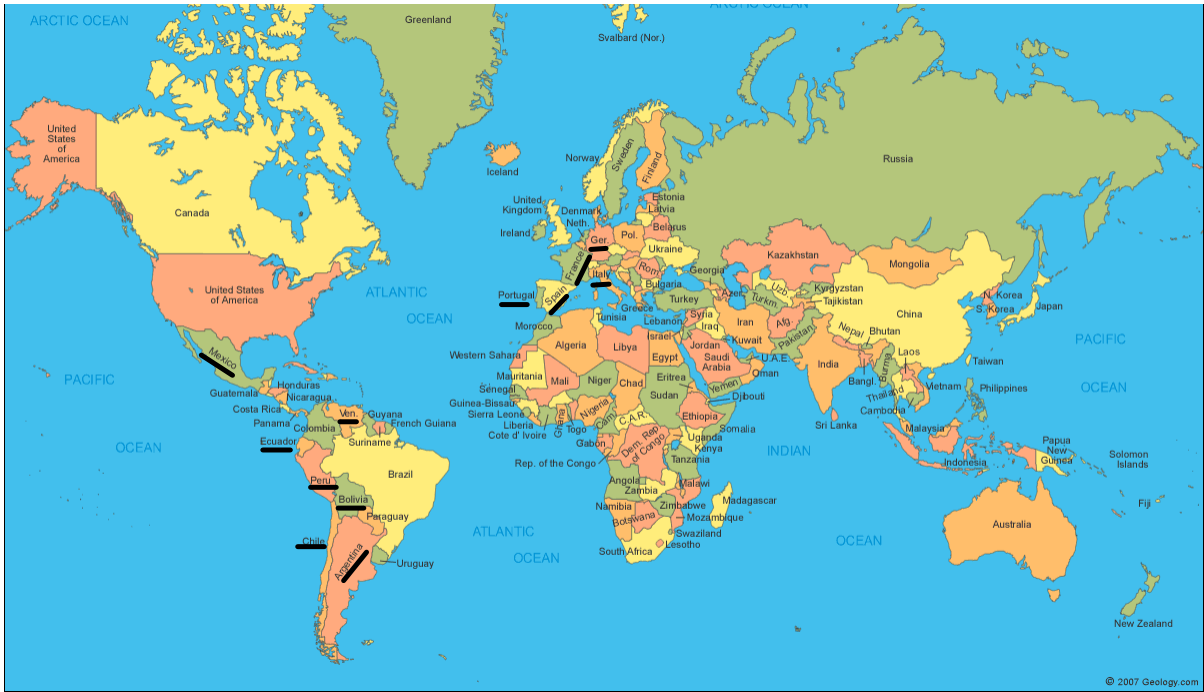 ARCTIC OCEAN
ARCTIC OCEAN
Greenland
Svalbard (Nor.)
United
States
of
America
Canada
Iceland
Norway
Sweden
Finland
Russia
United
Kingdom
Ireland
Denmark
Neth.
Estonia
Latvia
Belarus
Ger.
Pol.
Ukraine
France
Italy
Rom.
Bulgaria
Georgia
Kazakhstan
Mongolia
United States
of America
ATLANTIC
OCEAN
Portugal
Spain
Greece
Turkey
Azer.
Uzb.
Turkm.
Kyrgyzstan
Tajikistan
China
N. Korea
S. Korea
Japan
Morocco
Tunisia
Lebanon
Syria
Iraq
Iran
Afg.
Pakistan
Nepal
Bhutan
PACIFIC
OCEAN
Mexico
Western Sahara
Algeria
Libya
Israel
Egypt
Jordan
Kuwait
Saudi
Arabia
U.A.E.
Oman
India
Bangl.
Burma
Laos
Taiwan
PACIFIC
OCEAN
Guatemala
Honduras
Nicaragua
Costa Rica
Panama
Mauritania
Senegal
Guinea-Bissau
Sierra Leone
Liberia
Cote d' Ivoire
Mali
Niger
Chad
Sudan
Eritrea
Yemen
Djibouti
Thailand
Vietnam
Cambodia
Philippines
Ven.
Guyana
French Guiana
Colombia
Suriname
Ghana
Togo
Nigeria
Cam.
C.A.R.
Ethiopia
Somalia
Sri Lanka
Malaysia
Ecuador
Brazil
Gabon
Rep. of the Congo
Dem. Rep
of Congo
Uganda
Kenya
Tanzania
INDIAN
OCEAN
Indonesia
Papua
New
Guinea
Solomon
Islands
Peru
Bolivia
Paraguay
Angola
Zambia
Malawi
Madagascar
Fiji
Chile
Argentina
Uruguay
ATLANTIC
OCEAN
Namibia
Botswana
Zimbabwe
Mozambique
Swaziland
Lesotho
South Africa
Australia
New Zealand
© 2007 Geology.com